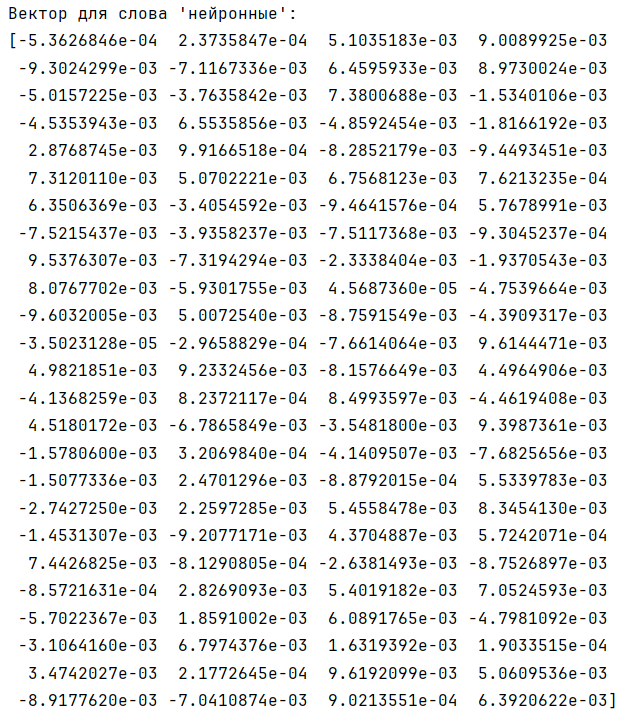 Вектор для слова 'нейронные':
[-5.3626846e-04 2.3735847e-04 5.1035183e-03 9.0089925e-03
-9.3024299e-03 -7.1167336e-03 6.4595933e-03 8.9730024e-03
-5.0157225e-03 -3.7635842e-03 7.3800688e-03 -1.5340106e-03
-4.5353943e-03 6.5535856e-03 -4.8592454e-03 -1.8166192e-03
2.8768745e-03 9.9166518e-04 -8.2852179e-03 -9.4493451e-03
7.3120110e-03 5.0702221e-03 6.7568123e-03 7.6213235e-04
6.3506369e-03 -3.4054592e-03 -9.4641576e-04 5.7678991e-03
-7.5215437e-03 -3.9358237e-03 -7.5117368e-03 -9.3045237e-04
9.5376307e-03 -7.3194294e-03 -2.3338404e-03 -1.9370543e-03
8.0767702e-03 -5.9301755e-03 4.5687360e-05 -4.7539664e-03
-9.6032005e-03 5.0072540e-03 -8.7591549e-03 -4.3909317e-03
-3.5023128e-05 -2.9658829e-04 -7.6614064e-03 9.6144471e-03
4.9821851e-03 9.2332456e-03 -8.1576649e-03 4.4964906e-03
-4.1368259e-03 8.2372117e-04 8.4993597e-03 -4.4619408e-03
4.5180172e-03 -6.7865849e-03 -3.5481800e-03 9.3987361e-03
-1.5780600e-03 3.2069840e-04 -4.1409507e-03 -7.6825656e-03
-1.5077336e-03 2.4701296e-03 -8.8792015e-04 5.5339783e-03
-2.7427250e-03 2.2597285e-03 5.4558478e-03 8.3454130e-03
-1.4531307e-03 -9.2077171e-03 4.3704887e-03 5.7242071e-04
7.4426825e-03 -8.1290805e-04 -2.6381493e-03 -8.7526897e-03
-8.5721631e-04 2.8269093e-03 5.4019182e-03 7.0524593e-03
-5.7022367e-03 1.8591002e-03 6.0891765e-03 -4.7981092e-03
-3.1064160e-03 6.7974376e-03 1.6319392e-03 1.9033515e-04
3.4742027e-03 2.1772645e-04 9.6192099e-03 5.0609536e-03
-8.9177620e-03 -7.0410874e-03 9.0213551e-04 6.3920622e-03]